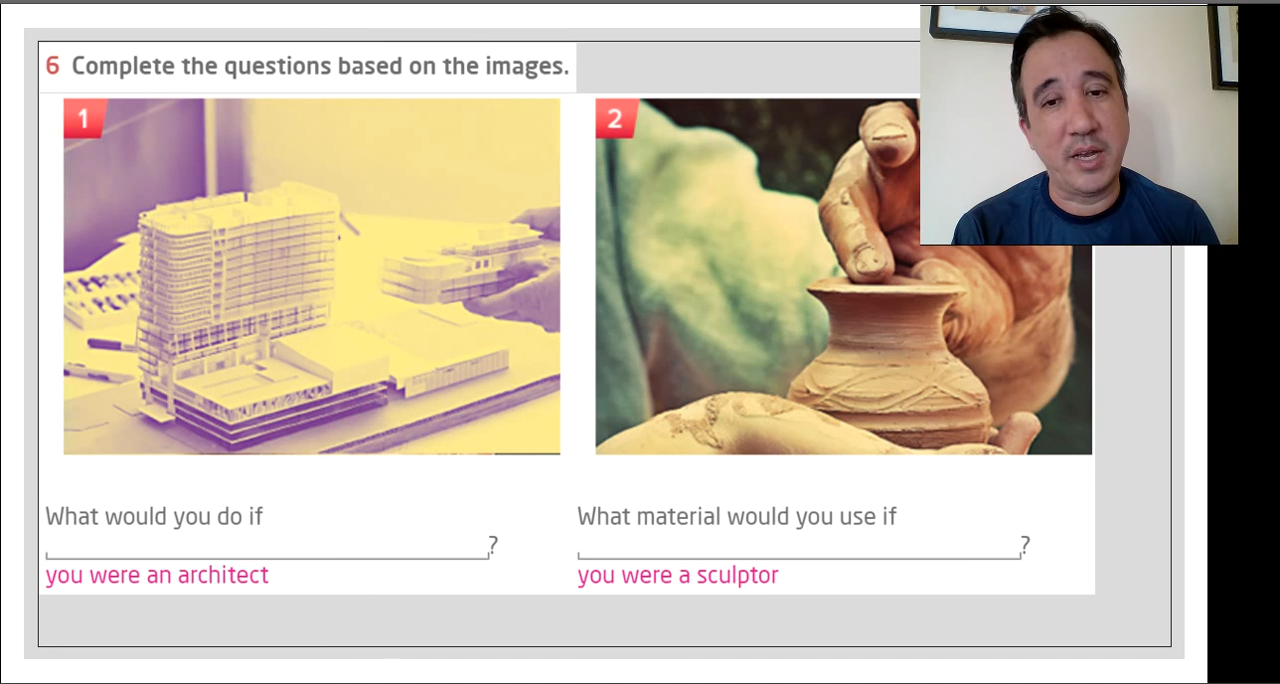 6 Complete the questions based on the images.
1
2
What would you do if
?
you were an architect
What material would you use if
?
you were a sculptor